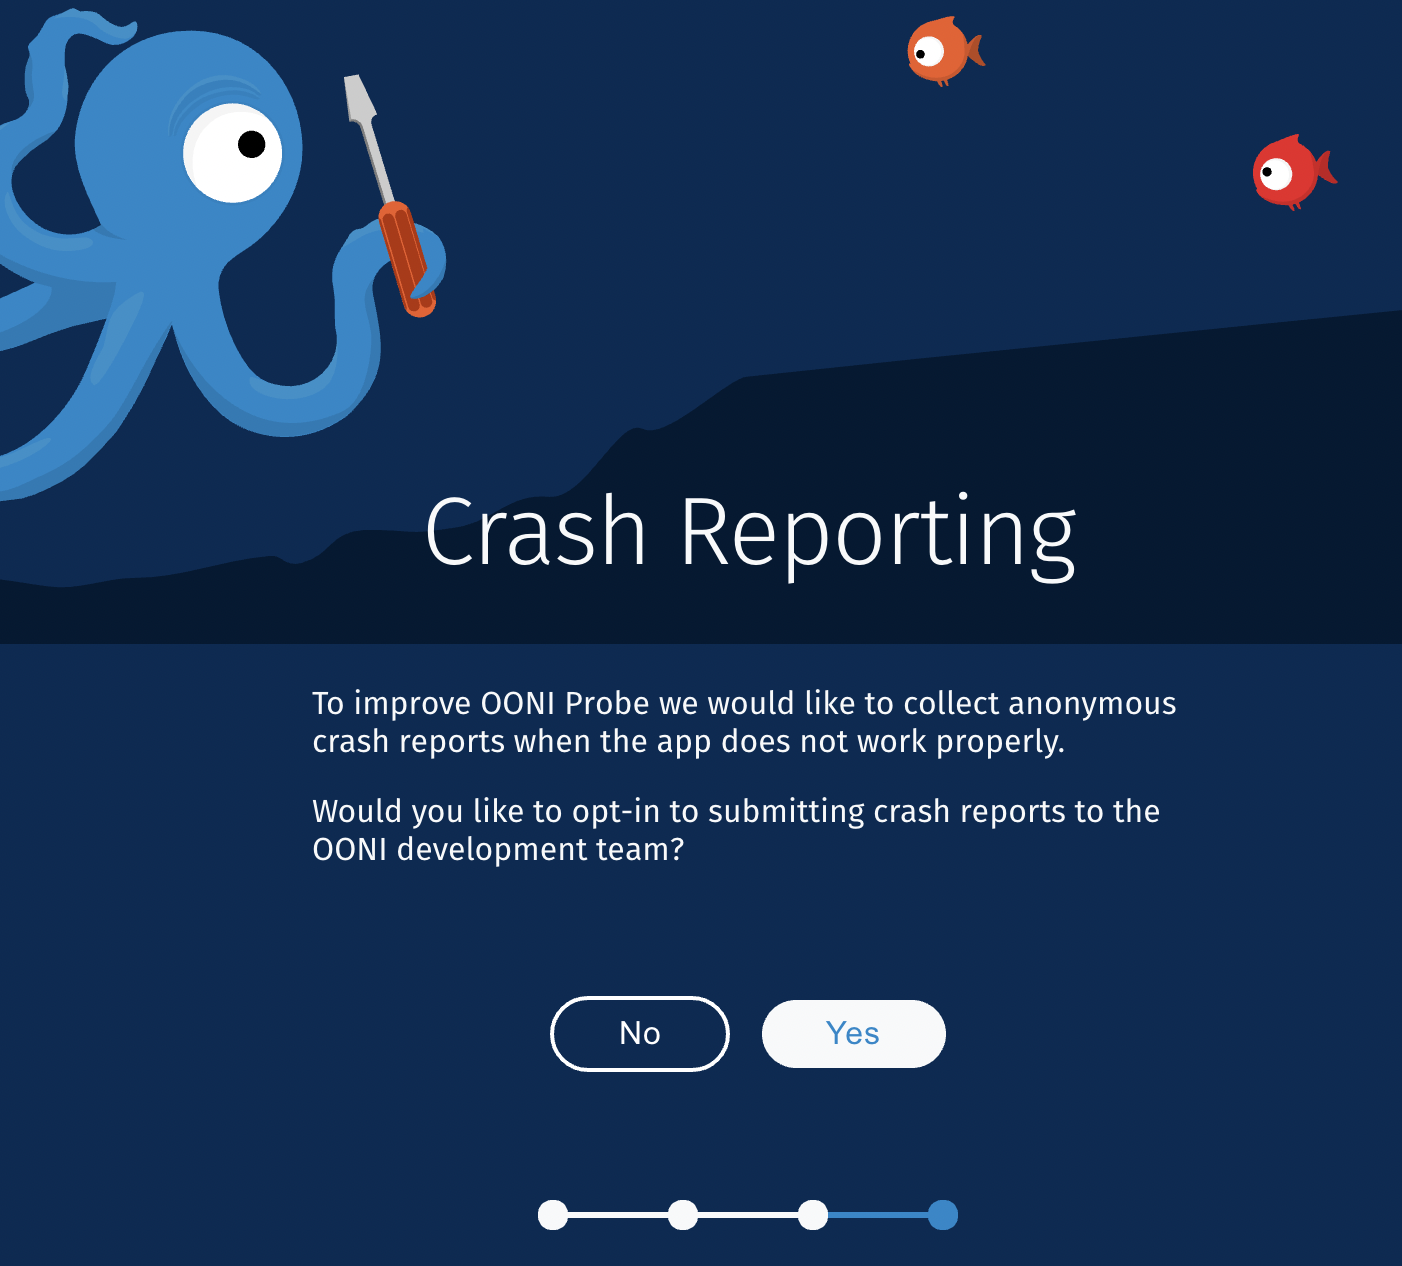 Crash Reporting
To improve OONI Probe we would like to collect anonymous
crash reports when the app does not work properly.
Would you like to opt-in to submitting crash reports to the
OONI development team?
No
Yes